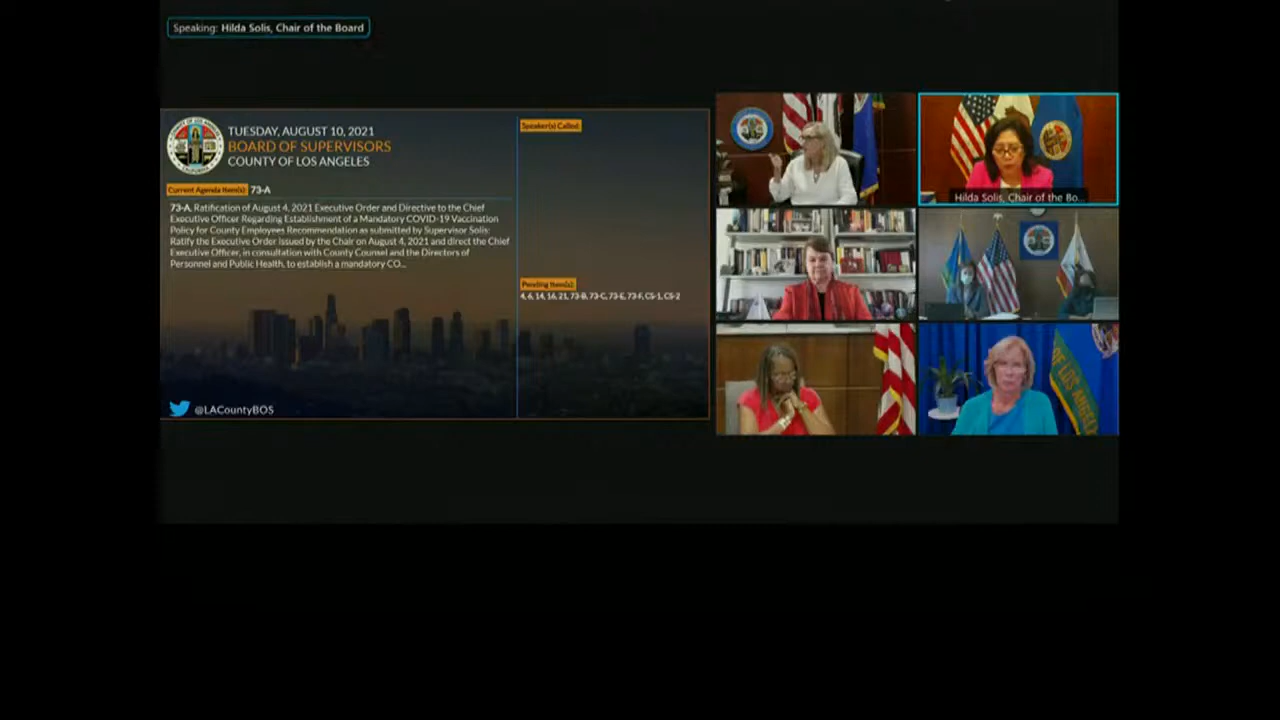 Speaking: Hilda Solis, Chair of the Board
TUESDAY, AUGUST 10, 2021
BOARD OF SUPERVISORS
COUNTY OF LOS ANGELES
Current Agenda Item(s): 73-A
73-A. Ratification of August 4, 2021 Executive Order and Directive to the Chief
Executive Officer Regarding Establishment of a Mandatory COVID-19 Vaccination
Policy for County Employees Recommendation as submitted by Supervisor Solis:
Ratify the Executive Order issued by the Chair on August 4, 2021 and direct the Chief
Executive Officer, in consultation with County Counsel and the Directors of
Personnel and Public Health, to establish a mandatory CO...
@LACountyBOS
Speaker(s) Called:
Pending Item(s):
4, 6, 14, 16, 21, 73-B, 73-C, 73-E, 73-F, CS-1, CS-2
Hilda Solis, Chair of the Bo...